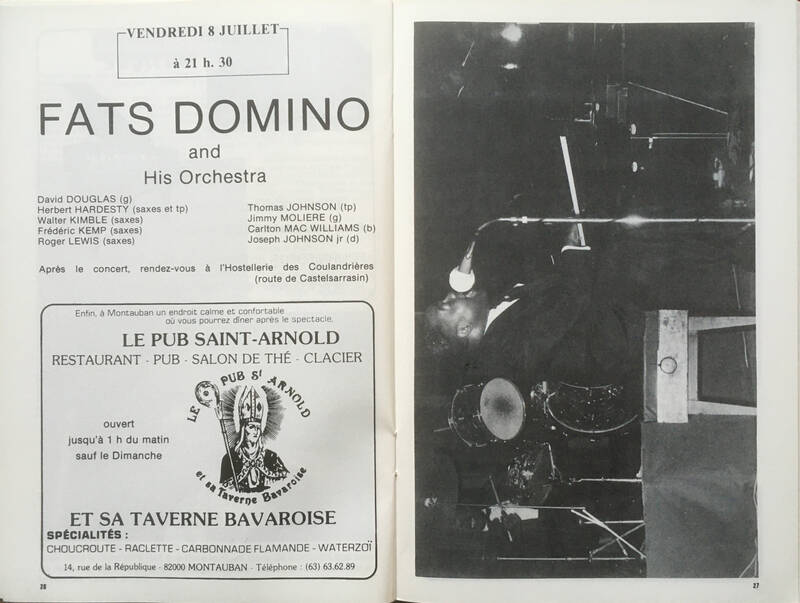 VENDREDI 8 JUILLET
à 21 h. 30
FATS DOMINO
and
His Orchestra
David DOUGLAS (g)
Herbert HARDESTY (saxes et tp)
Walter KIMBLE (saxes)
Frédéric KEMP (saxes)
Roger LEWIS (saxes)
Thomas JOHNSON (tp)
Jimmy MOLIERE (g)
Carlton MAC WILLIAMS (b)
Joseph JOHNSON jr (d)
Après le concert, rendez-vous à l'Hostellerie des Coulandrières
(route de Castelsarrasin)
Enfin, à Montauban un endroit calme et confortable
où vous pourrez dîner après le spectacle.
LE PUB SAINT-ARNOLD
RESTAURANT - PUB - SALON DE THÉ - CLACIER
ouvert
jusqu'à 1 h du matin
sauf le Dimanche
LE PUB St ARNOLD
et sa Taverne Bavaroise
ET SA TAVERNE BAVAROISE
SPÉCIALITÉS :
CHOUCROUTE - RACLETTE - CARBONNADE FLAMANDE - WATERZOÏ
14, rue de la République - 82000 MONTAUBAN - Téléphone : (63) 63.62.89
26
27